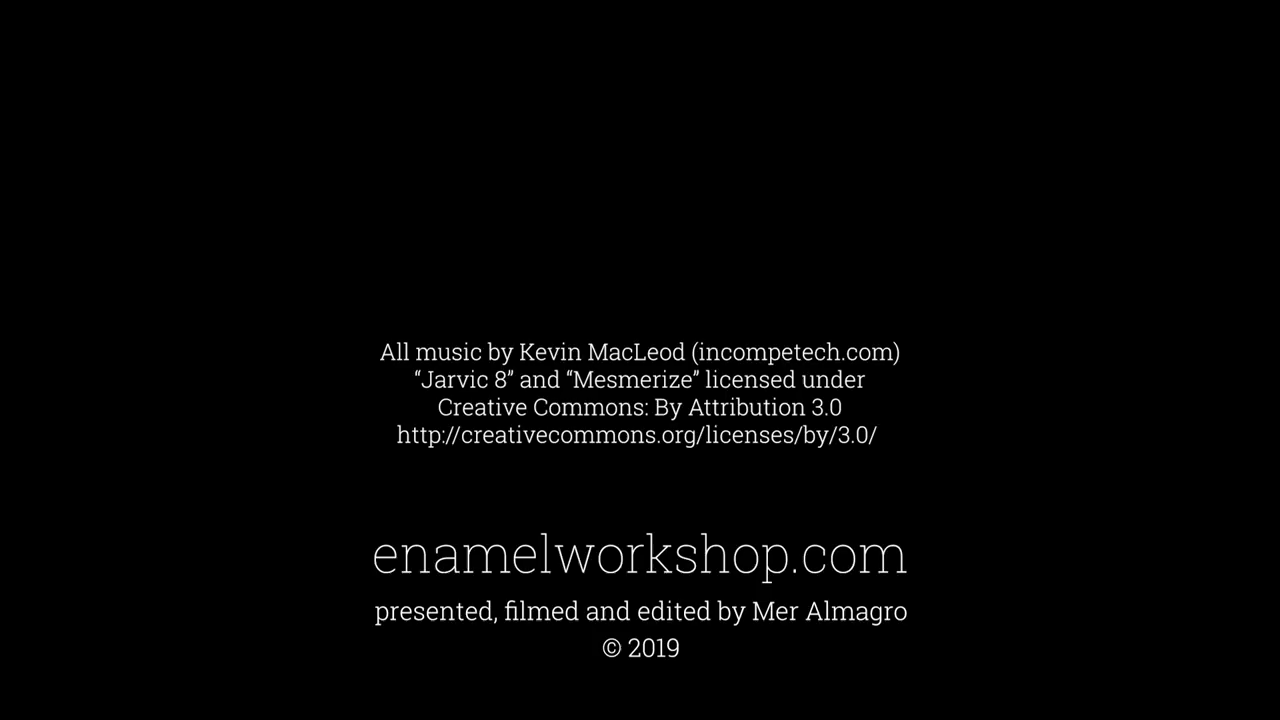 All music by Kevin MacLeod (incompetech.com)
“Jarvic 8” and “Mesmerize” licensed under
Creative Commons: By Attribution 3.0
http://creativecommons.org/licenses/by/3.0/
enamelworkshop.com
presented, filmed and edited by Mer Almagro
© 2019